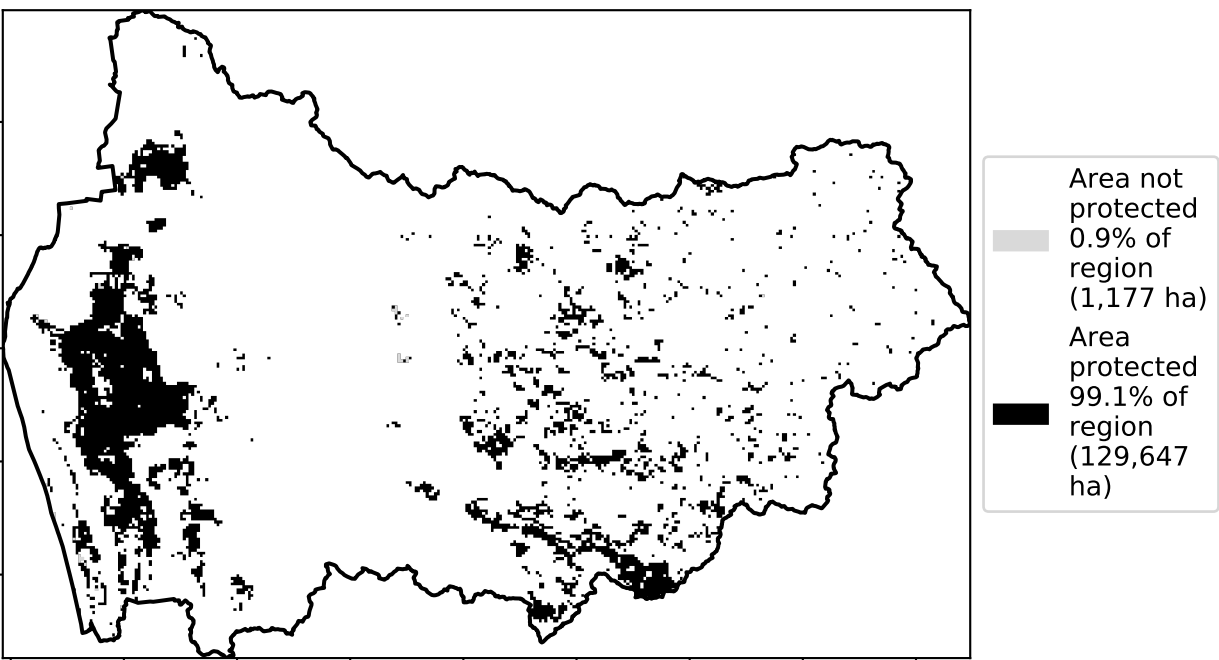 Area not
protected
0.9% of
region
(1,177 ha)
Area
protected
99.1% of
region
(129,647
ha)